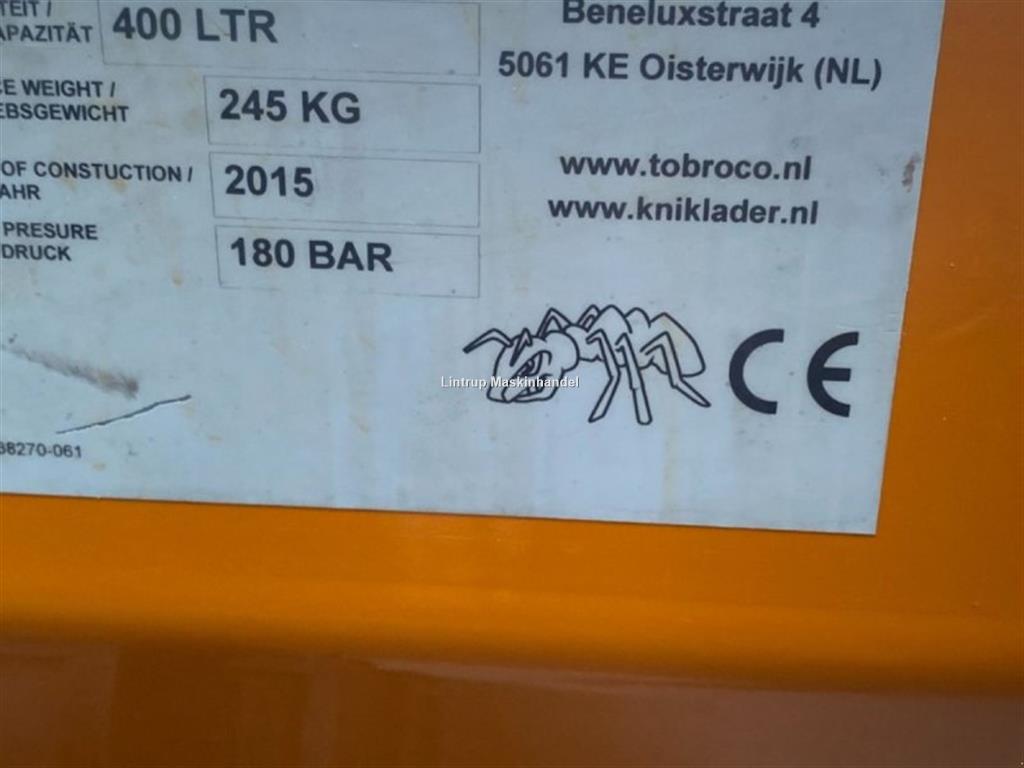 TEIT /
APAZITÄT
400 LTR
CE WEIGHT /
EBSGEWICHT
245 KG
OF CONSTUCTION /
AHR
2015
PRESURE
DRUCK
180 BAR
Beneluxstraat 4
5061 KE Oisterwijk (NL)
www.tobroco.nl
www.kniklader.nl
Lintrup Maskinhandel
CE
38270-061